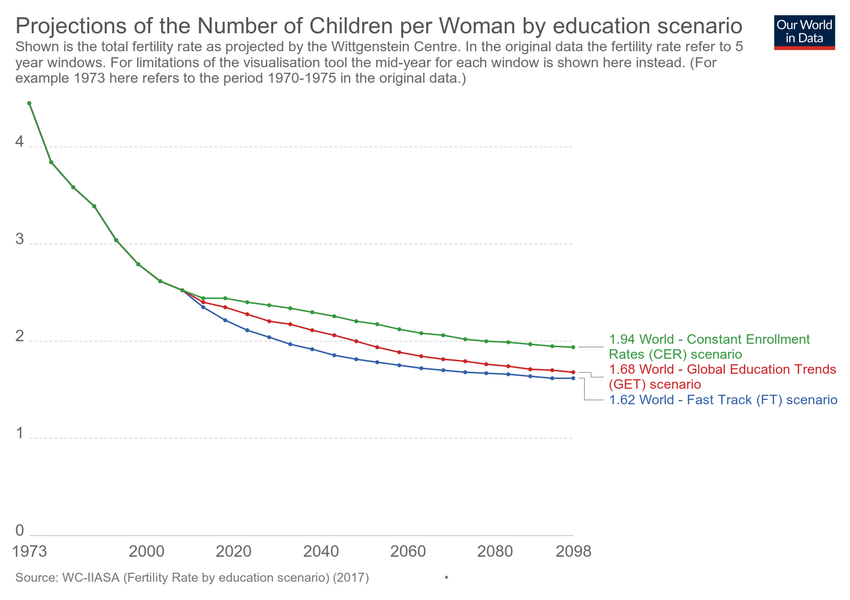 Projections of the Number of Children per Woman by education scenario
Shown is the total fertility rate as projected by the Wittgenstein Centre. In the original data the fertility rate refer to 5
year windows. For limitations of the visualisation tool the mid-year for each window is shown here instead. (For
example 1973 here refers to the period 1970-1975 in the original data.)
Our World
in Data
4
3
2
1
0
1.94 World - Constant Enrollment
Rates (CER) scenario
1.68 World - Global Education Trends
(GET) scenario
1.62 World - Fast Track (FT) scenario
1973 2000 2020 2040 2060 2080 2098
Source: WC-IIASA (Fertility Rate by education scenario) (2017) •